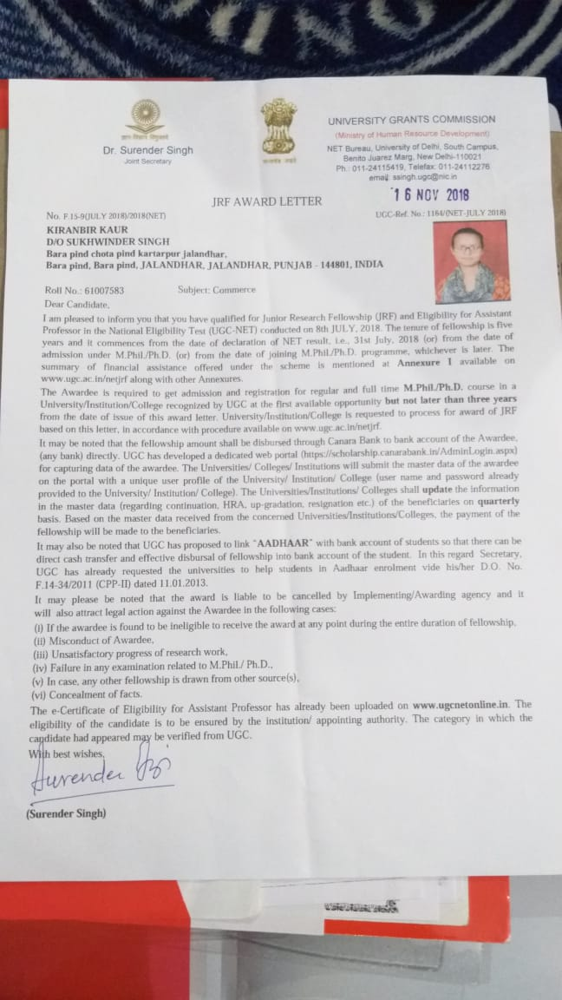 ज्ञान-विज्ञान विमुक्तये
Dr. Surender Singh
Joint Secretary
सत्यमेव जयते
UNIVERSITY GRANTS COMMISSION
(Ministry of Human Resource Development)
NET Bureau, University of Delhi, South Campus,
Benito Juarez Marg, New Delhi-110021
Ph.: 011-24115419, Telefax: 011-24112276
email: ssingh.ugc@nic.in
16 NOV 2018
JRF AWARD LETTER
No. F.15-9(JULY 2018)/2018(NET)
UGC-Ref. No.: 1164/(NET-JULY 2018)
KIRANBIR KAUR
D/O SUKHWINDER SINGH
Bara pind chota pind kartarpur jalandhar,
Bara pind, Bara pind, JALANDHAR, JALANDHAR, PUNJAB - 144801, INDIA
Roll No.: 61007583 Subject: Commerce
Dear Candidate,
I am pleased to inform you that you have qualified for Junior Research Fellowship (JRF) and Eligibility for Assistant
Professor in the National Eligibility Test (UGC-NET) conducted on 8th JULY, 2018. The tenure of fellowship is five
years and it commences from the date of declaration of NET result, i.e., 31st July, 2018 (or) from the date of
admission under M.Phil/Ph.D. (or) from the date of joining M.Phil/Ph.D. programme, whichever is later. The
summary of financial assistance offered under the scheme is mentioned at Annexure I available on
www.ugc.ac.in/netjrf along with other Annexures.
The Awardee is required to get admission and registration for regular and full time M.Phil./Ph.D. course in a
University/Institution/College recognized by UGC at the first available opportunity but not later than three years
from the date of issue of this award letter. University/Institution/College is requested to process for award of JRF
based on this letter, in accordance with procedure available on www.ugc.ac.in/netjrf.
It may be noted that the fellowship amount shall be disbursed through Canara Bank to bank account of the Awardee,
(any bank) directly. UGC has developed a dedicated web portal (https://scholarship.canarabank.in/AdminLogin.aspx)
for capturing data of the awardee. The Universities/ Colleges/ Institutions will submit the master data of the awardee
on the portal with a unique user profile of the University/ Institution/ College (user name and password already
provided to the University/ Institution/ College). The Universities/Institutions/ Colleges shall update the information
in the master data (regarding continuation, HRA, up-gradation, resignation etc.) of the beneficiaries on quarterly
basis. Based on the master data received from the concerned Universities/Institutions/Colleges, the payment of the
fellowship will be made to the beneficiaries.
It may also be noted that UGC has proposed to link "AADHAAR" with bank account of students so that there can be
direct cash transfer and effective disbursal of fellowship into bank account of the student. In this regard Secretary,
UGC has already requested the universities to help students in Aadhaar enrolment vide his/her D.O. No.
F.14-34/2011 (CPP-II) dated 11.01.2013.
It may please be noted that the award is liable to be cancelled by Implementing/Awarding agency and it
will also attract legal action against the Awardee in the following cases:
(i) If the awardee is found to be ineligible to receive the award at any point during the entire duration of fellowship,
(ii) Misconduct of Awardee,
(iii) Unsatisfactory progress of research work,
(iv) Failure in any examination related to M.Phil./ Ph.D.,
(v) In case, any other fellowship is drawn from other source(s),
(vi) Concealment of facts.
The e-Certificate of Eligibility for Assistant Professor has already been uploaded on www.ugcnetonline.in. The
eligibility of the candidate is to be ensured by the institution/ appointing authority. The category in which the
candidate had appeared may be verified from UGC.
With best wishes,
Surender
(Surender Singh)